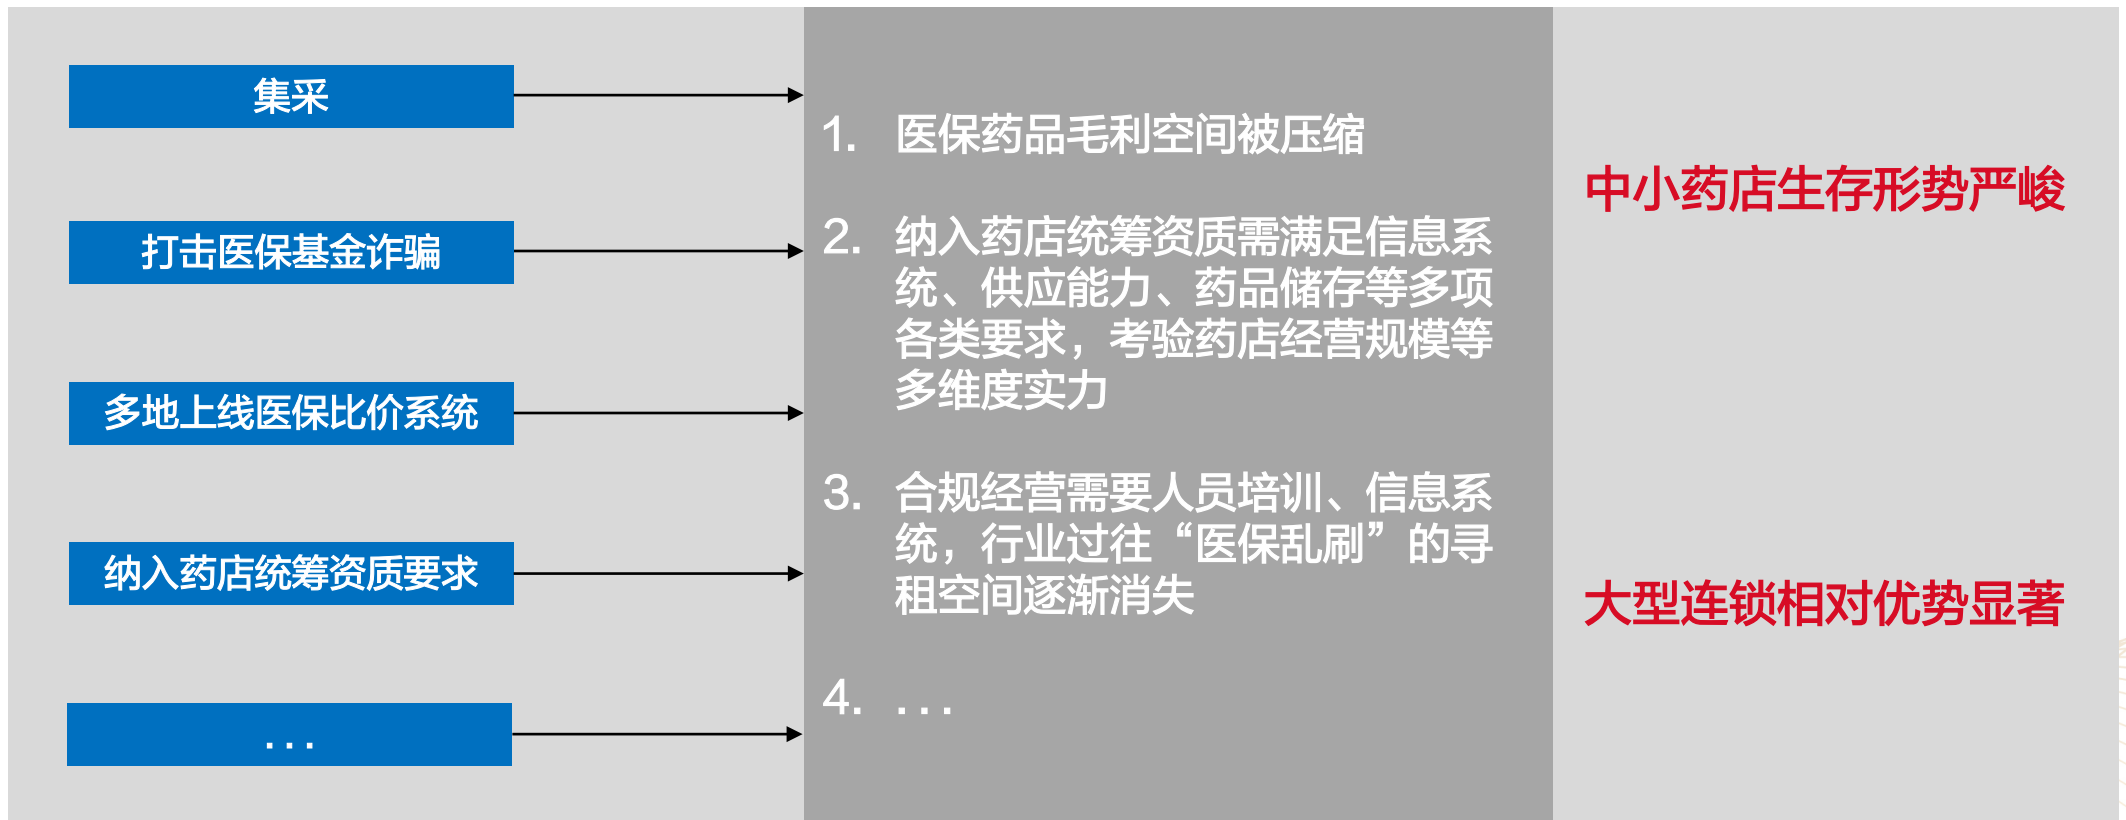 集采
打击医保基金诈骗
多地上线医保比价系统
纳入药店统筹资质要求
...
1. 医保药品毛利空间被压缩
2. 纳入药店统筹资质需满足信息系
统、供应能力、药品储存等多项
各类要求，考验药店经营规模等
多维度实力
3. 合规经营需要人员培训、信息系
统，行业过往“医保乱刷”的寻
租空间逐渐消失
4. ...
中小药店生存形势严峻
大型连锁相对优势显著